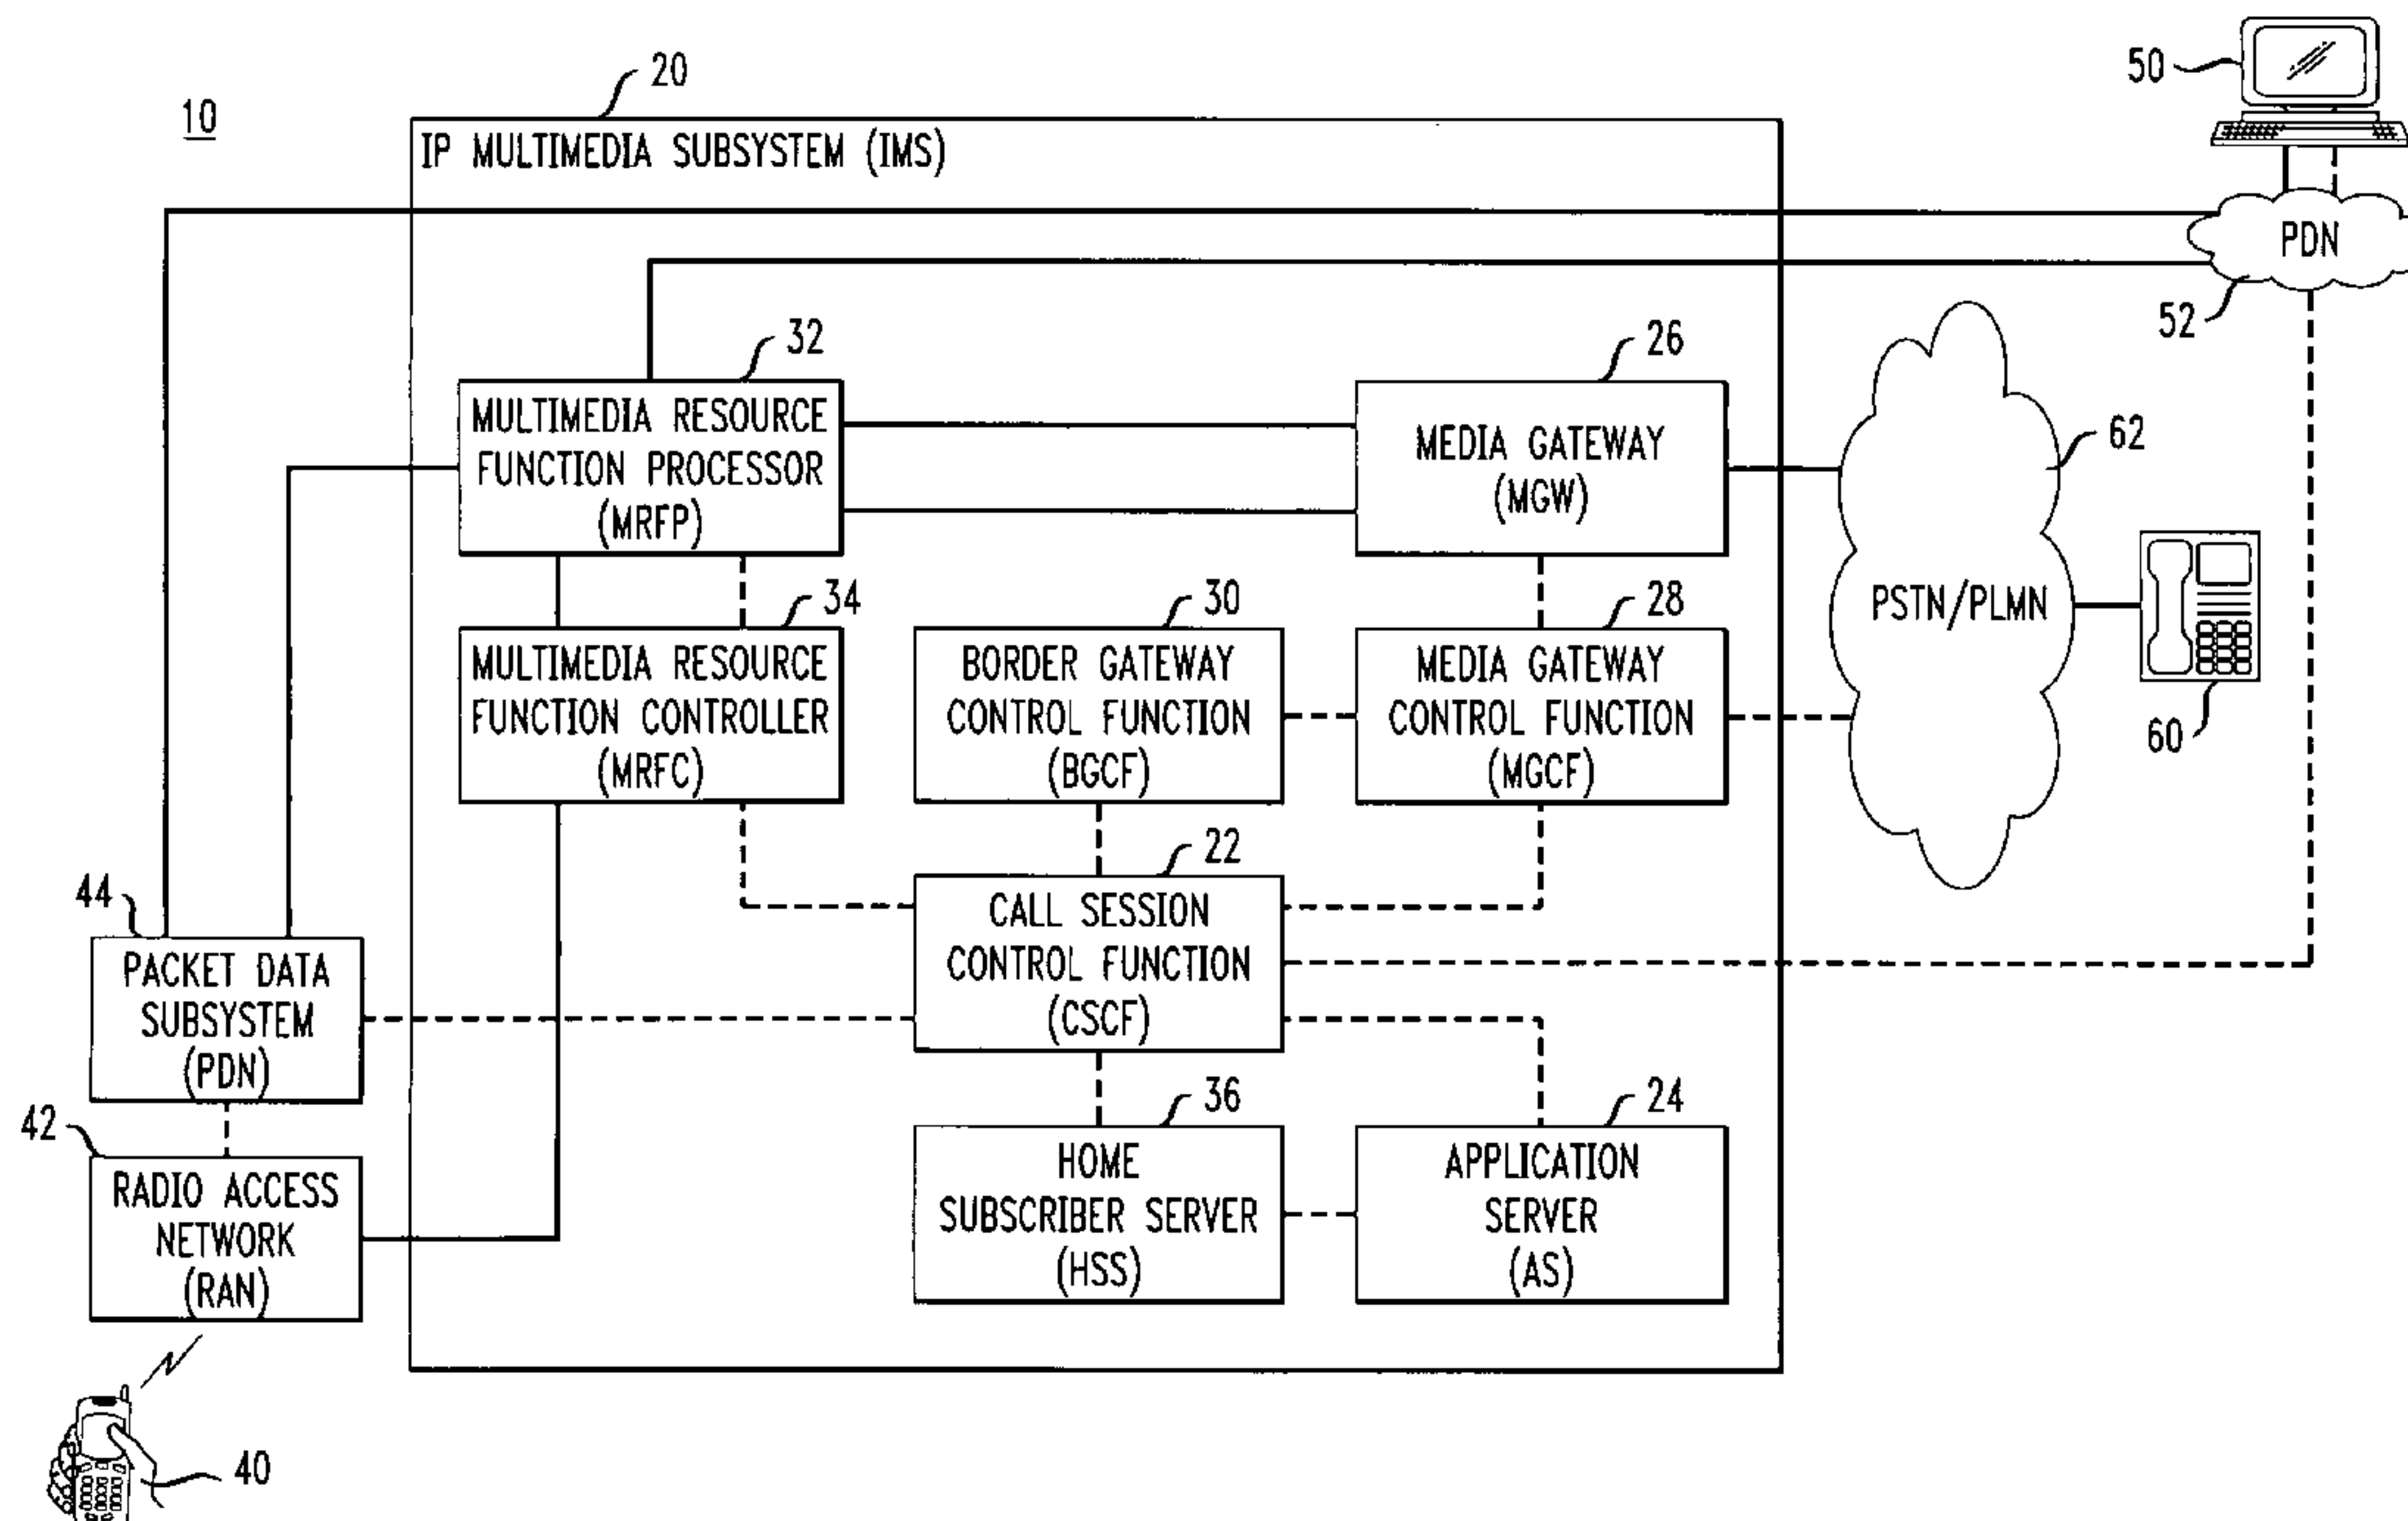 10
20
IP MULTIMEDIA SUBSYSTEM (IMS)
50
PDN
52
32
MULTIMEDIA RESOURCE
FUNCTION PROCESSOR
(MRFP)
26
MEDIA GATEWAY
(MGW)
62
PSTN/PLMN
60
34
MULTIMEDIA RESOURCE
FUNCTION CONTROLLER
(MRFC)
30
BORDER GATEWAY
CONTROL FUNCTION
(BGCF)
28
MEDIA GATEWAY
CONTROL FUNCTION
(MGCF)
22
CALL SESSION
CONTROL FUNCTION
(CSCF)
44
PACKET DATA
SUBSYSTEM
(PDN)
42
RADIO ACCESS
NETWORK
(RAN)
36
HOME
SUBSCRIBER SERVER
(HSS)
24
APPLICATION
SERVER
(AS)
40